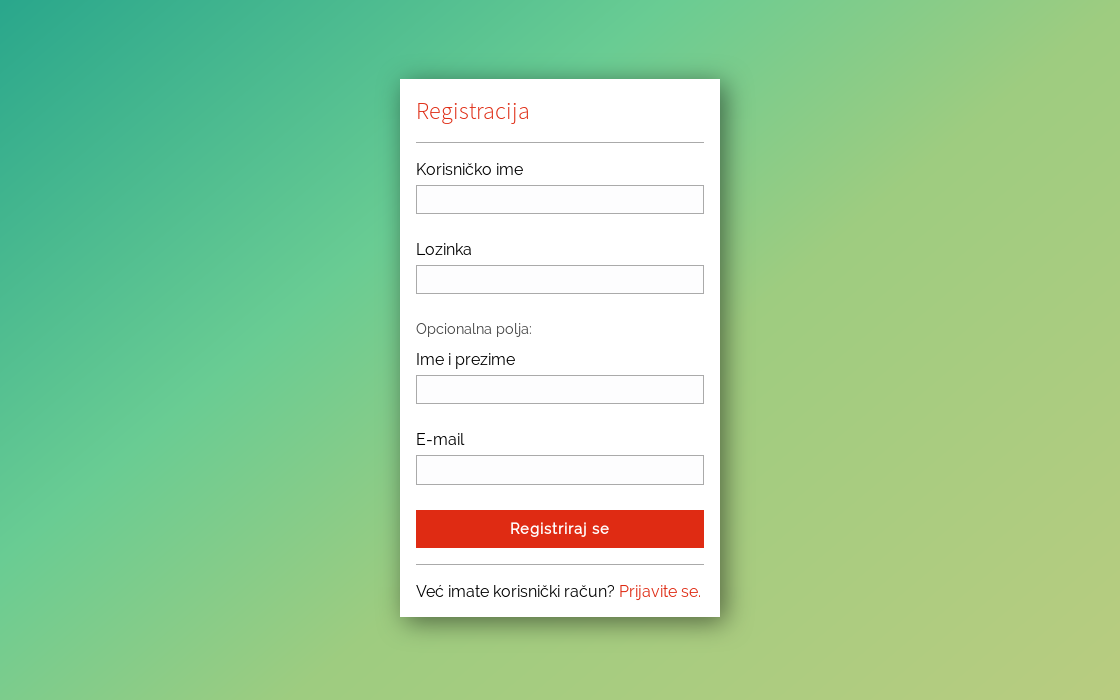 Registracija
Korisničko ime
Lozinka
Opcionalna polja:
Ime i prezime
E-mail
Registriraj se
Već imate korisnički račun? Prijavite se.